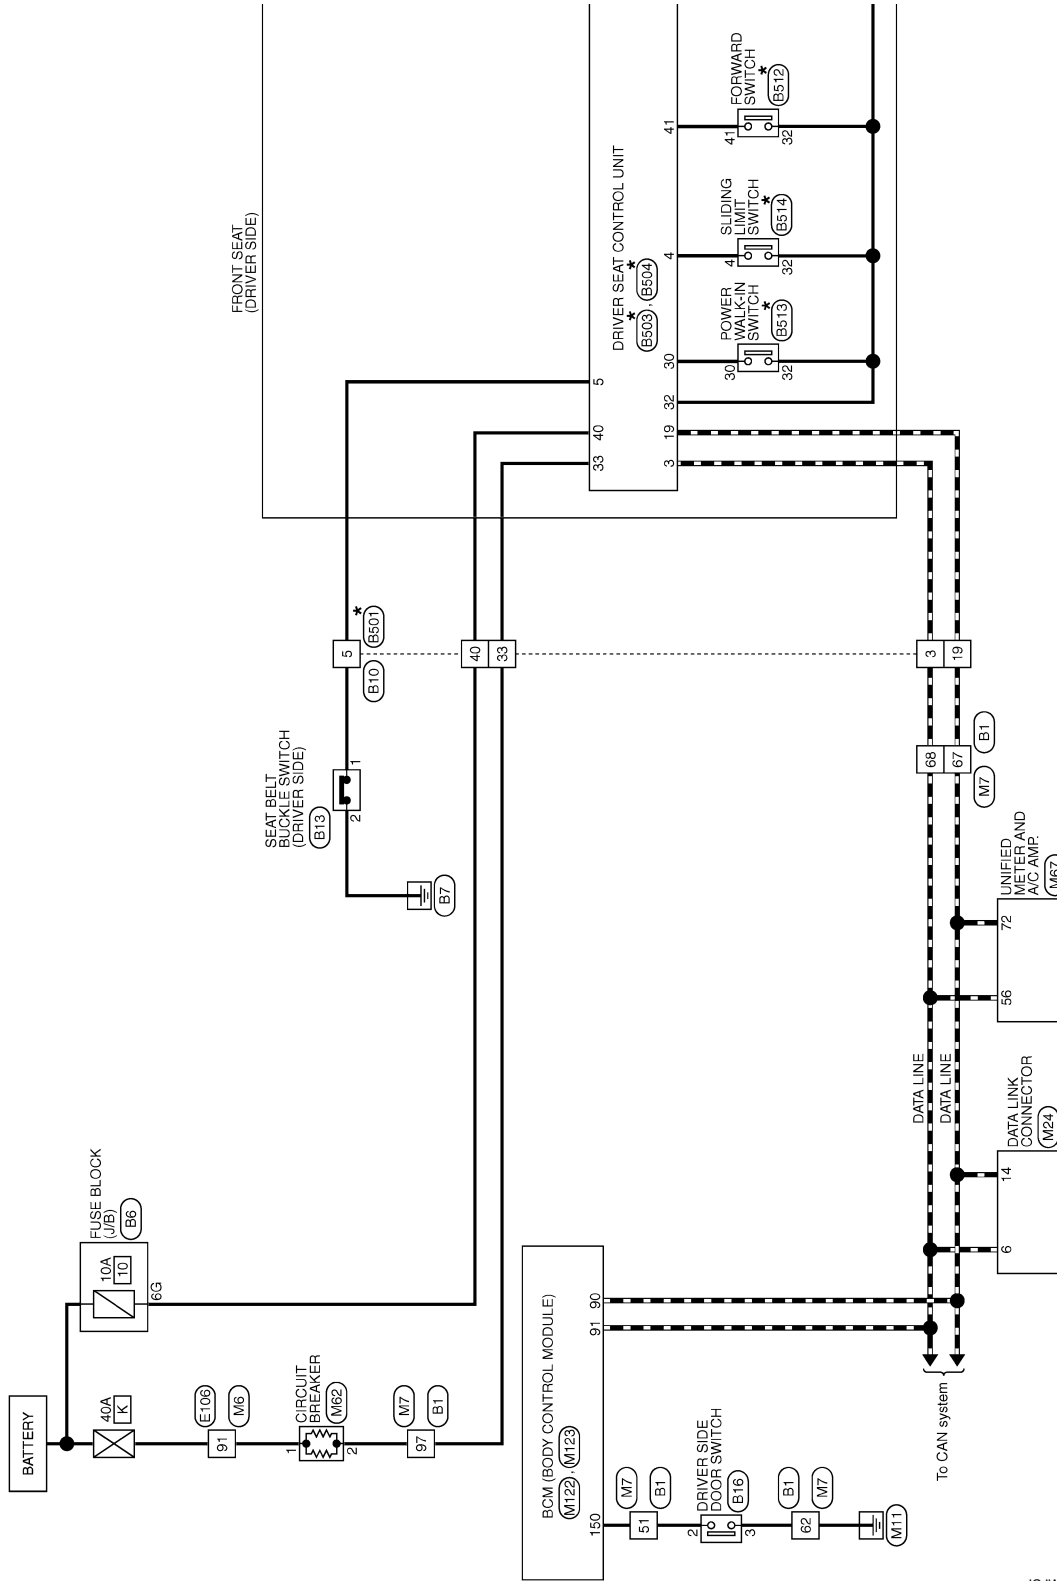 BATTERY
40A
K
FUSE BLOCK
(J/B)
B6
10A
10
6G
91
E106
M6
CIRCUIT
BREAKER
M62
1
2
97
M7
B1
SEAT BELT
BUCKLE SWITCH
(DRIVER SIDE)
B13
1
2
B7
5
B501
*
B10
40
33
FRONT SEAT
(DRIVER SIDE)
5
40
33
DRIVER SEAT CONTROL UNIT
B503
*
,
B504
*
3
19
32
30
4
41
POWER
WALK-IN
SWITCH
*
B513
30
32
SLIDING
LIMIT
SWITCH
*
B514
4
32
FORWARD
SWITCH
*
B512
41
32
3
19
68
67
B1
M7
BCM (BODY CONTROL MODULE)
M122
,
M123
150
91
90
51
M7
B1
DRIVER SIDE
DOOR SWITCH
B16
2
3
62
B1
M7
M11
To CAN system
DATA LINE
DATA LINE
DATA LINK
CONNECTOR
M24
6
14
UNIFIED
METER AND
A/C AMP.
M67
56
72